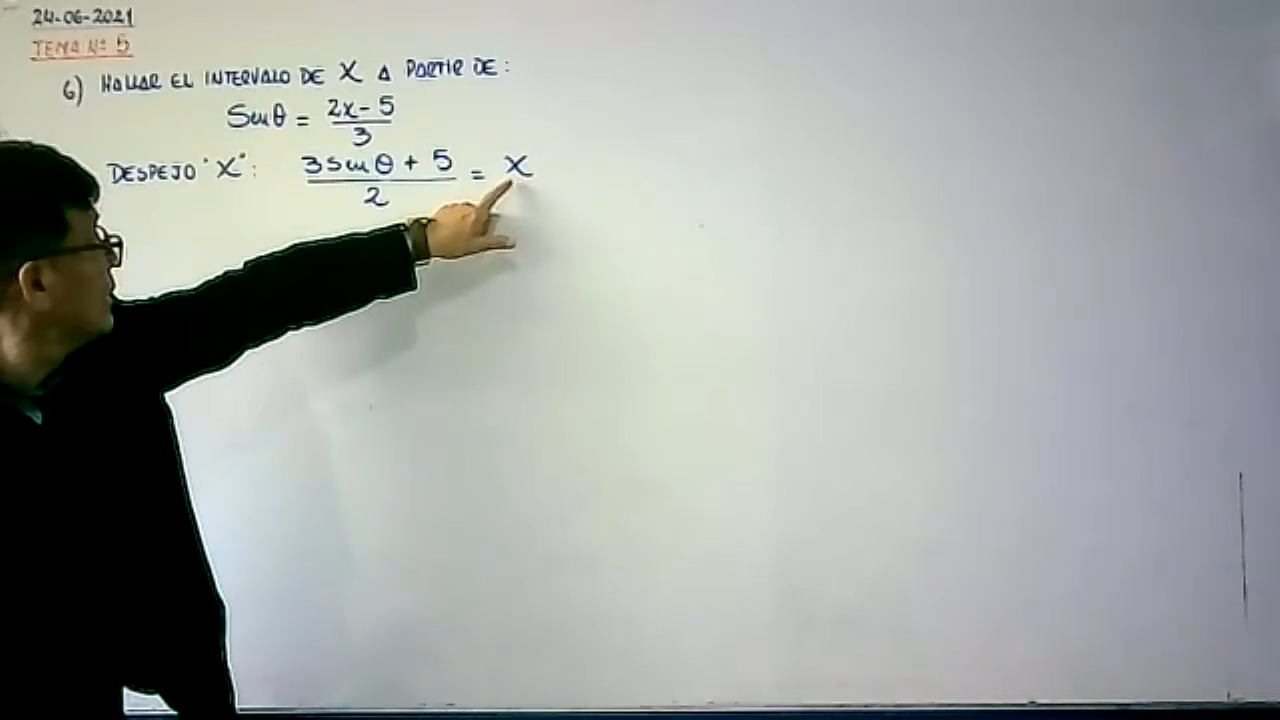 24-06-2021
TEMA Nº 5
6) HALLAR EL INTERVALO DE X A PARTIR DE:
Senθ = (2x - 5)/3
DESPEJO "X": (3senθ + 5)/2 = x